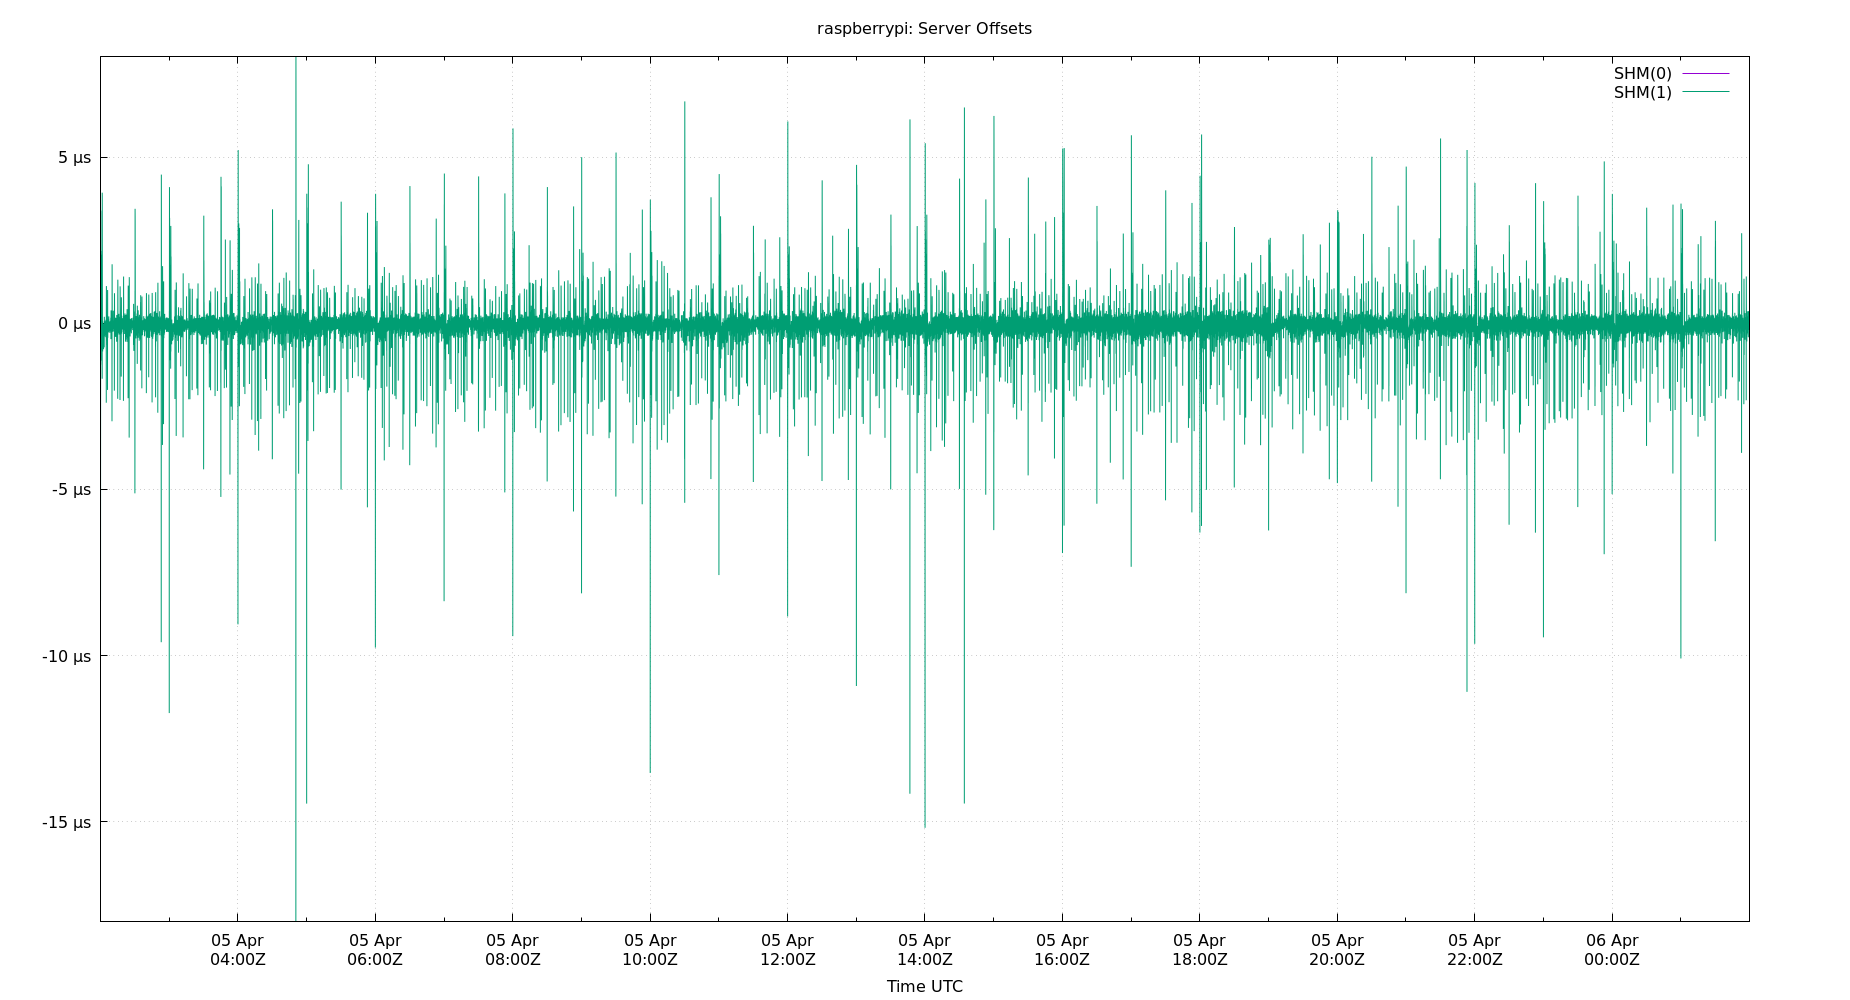 raspberrypi: Server Offsets
SHM(0)
SHM(1)
5 µs
0 µs
-5 µs
-10 µs
-15 µs
05 Apr 05 Apr 05 Apr 05 Apr 05 Apr 05 Apr 05 Apr 05 Apr 05 Apr 05 Apr 06 Apr
04:00Z 06:00Z 08:00Z 10:00Z 12:00Z 14:00Z 16:00Z 18:00Z 20:00Z 22:00Z 00:00Z
Time UTC